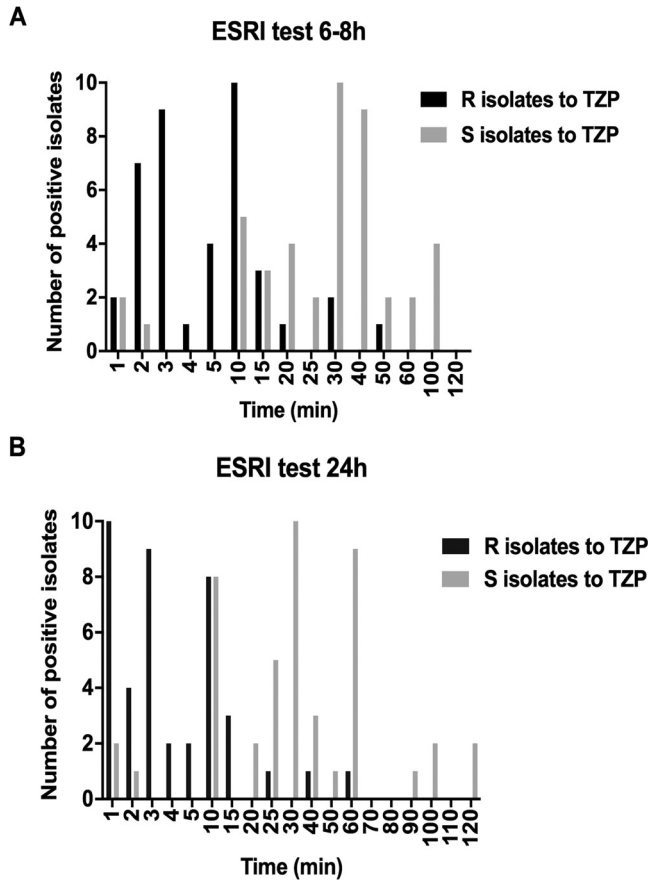 A
ESRI test 6-8h
Number of positive isolates
10
8
6
4
2
0
R isolates to TZP
S isolates to TZP
1 2 3 4 5 10 15 20 25 30 40 50 60 100 120
Time (min)
B
ESRI test 24h
Number of positive isolates
10
8
6
4
2
0
R isolates to TZP
S isolates to TZP
1 2 3 4 5 10 15 20 25 30 40 50 60 70 80 90 100 110 120
Time (min)